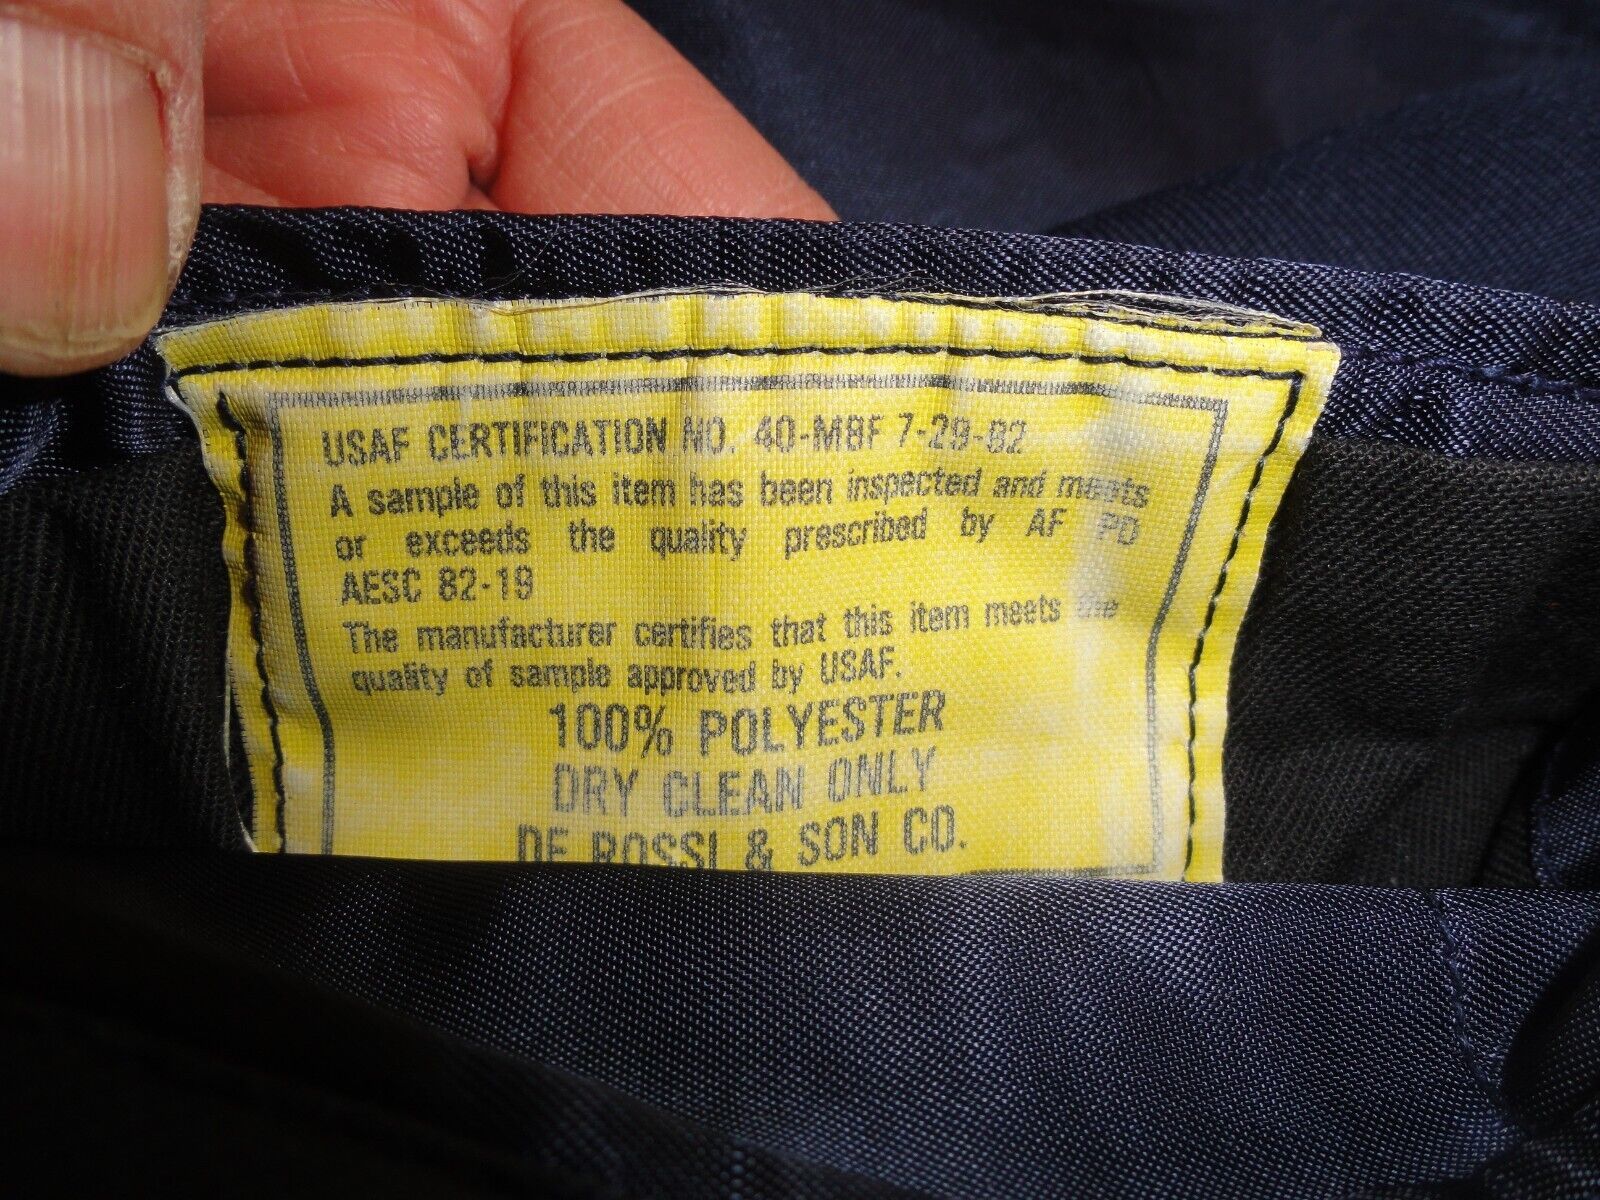 USAF CERTIFICATION NO. 40-M8F 7-29-82
A sample of this item has been inspected and meets
or exceeds the quality prescribed by AF PD
AESC 82-19
The manufacturer certifies that this item meets the
quality of sample approved by USAF.
100% POLYESTER
DRY CLEAN ONLY
DE ROSSI & SON CO.